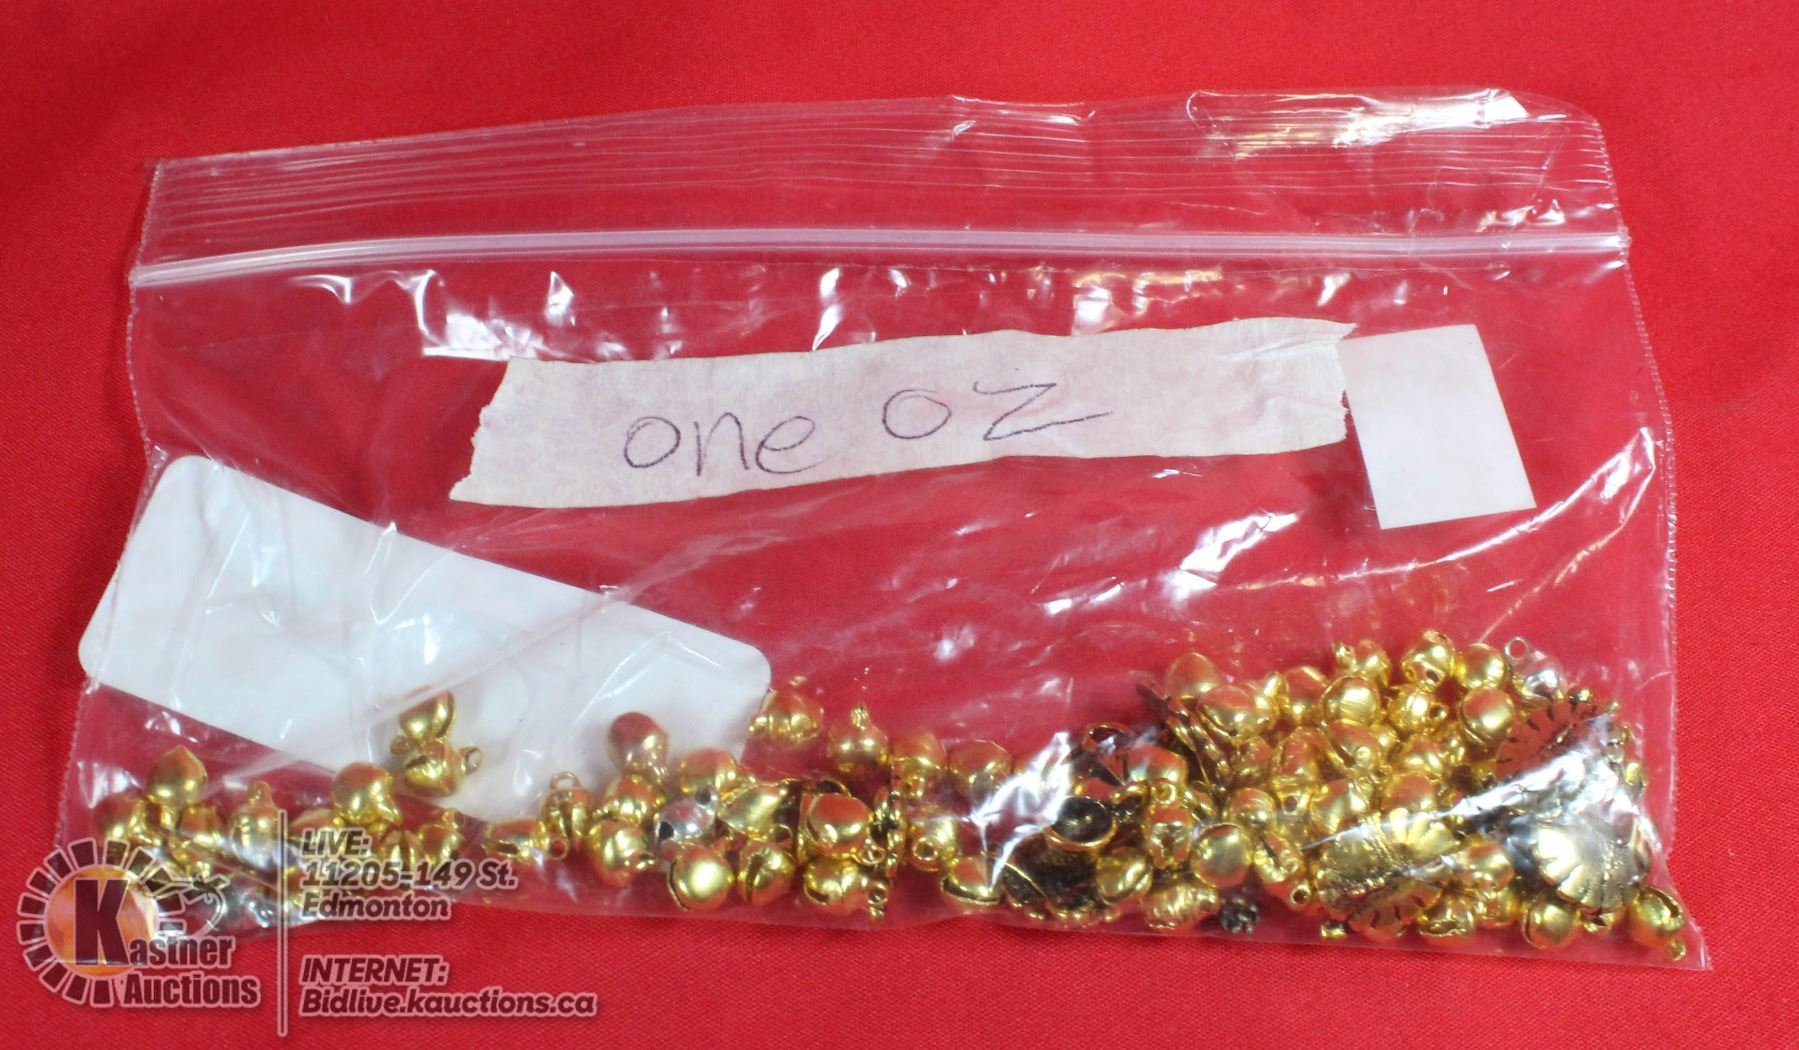 one oz
Kastner
Auctions
LIVE:
11205-149 St.
Edmonton
INTERNET:
Bidlive.kauctions.ca